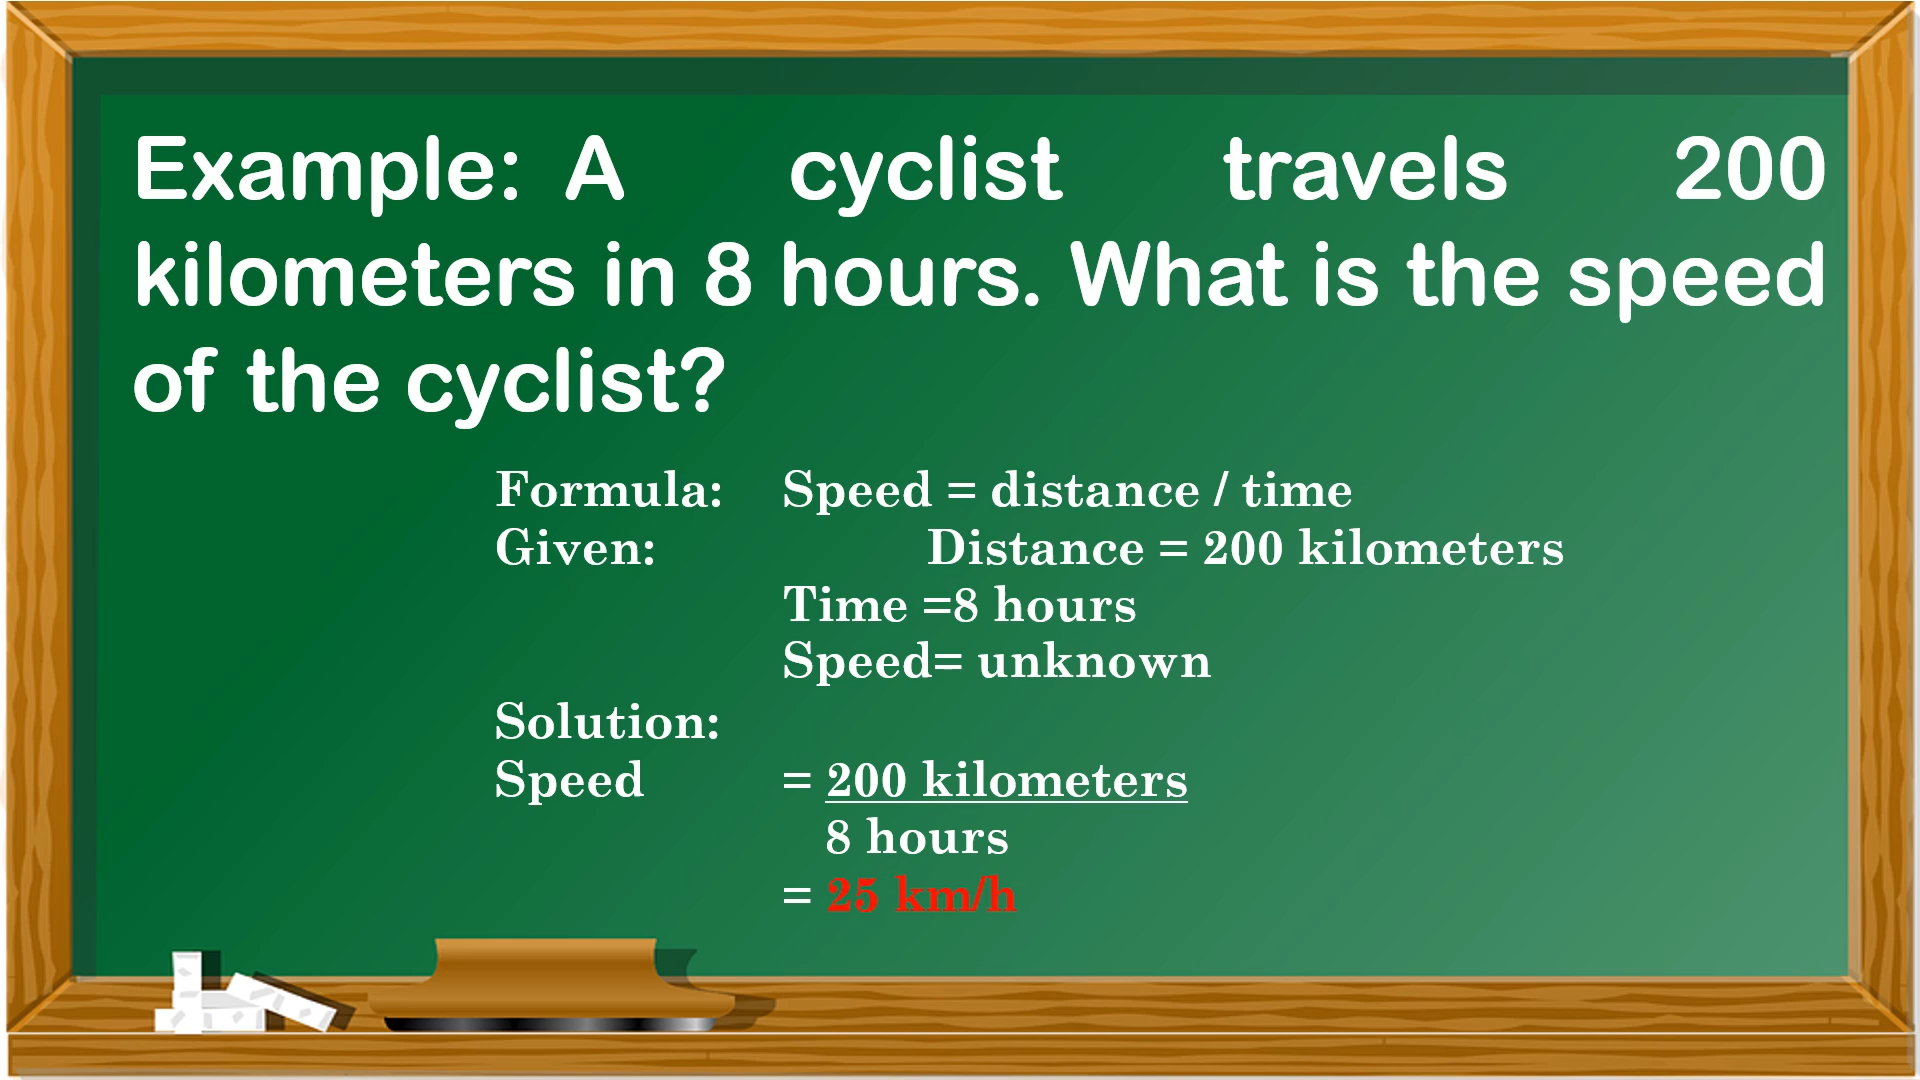 Example: A cyclist travels 200
kilometers in 8 hours. What is the speed
of the cyclist?
Formula: Speed = distance / time
Given: Distance = 200 kilometers
Time =8 hours
Speed= unknown
Solution:
Speed = 200 kilometers
8 hours
= 25 km/h